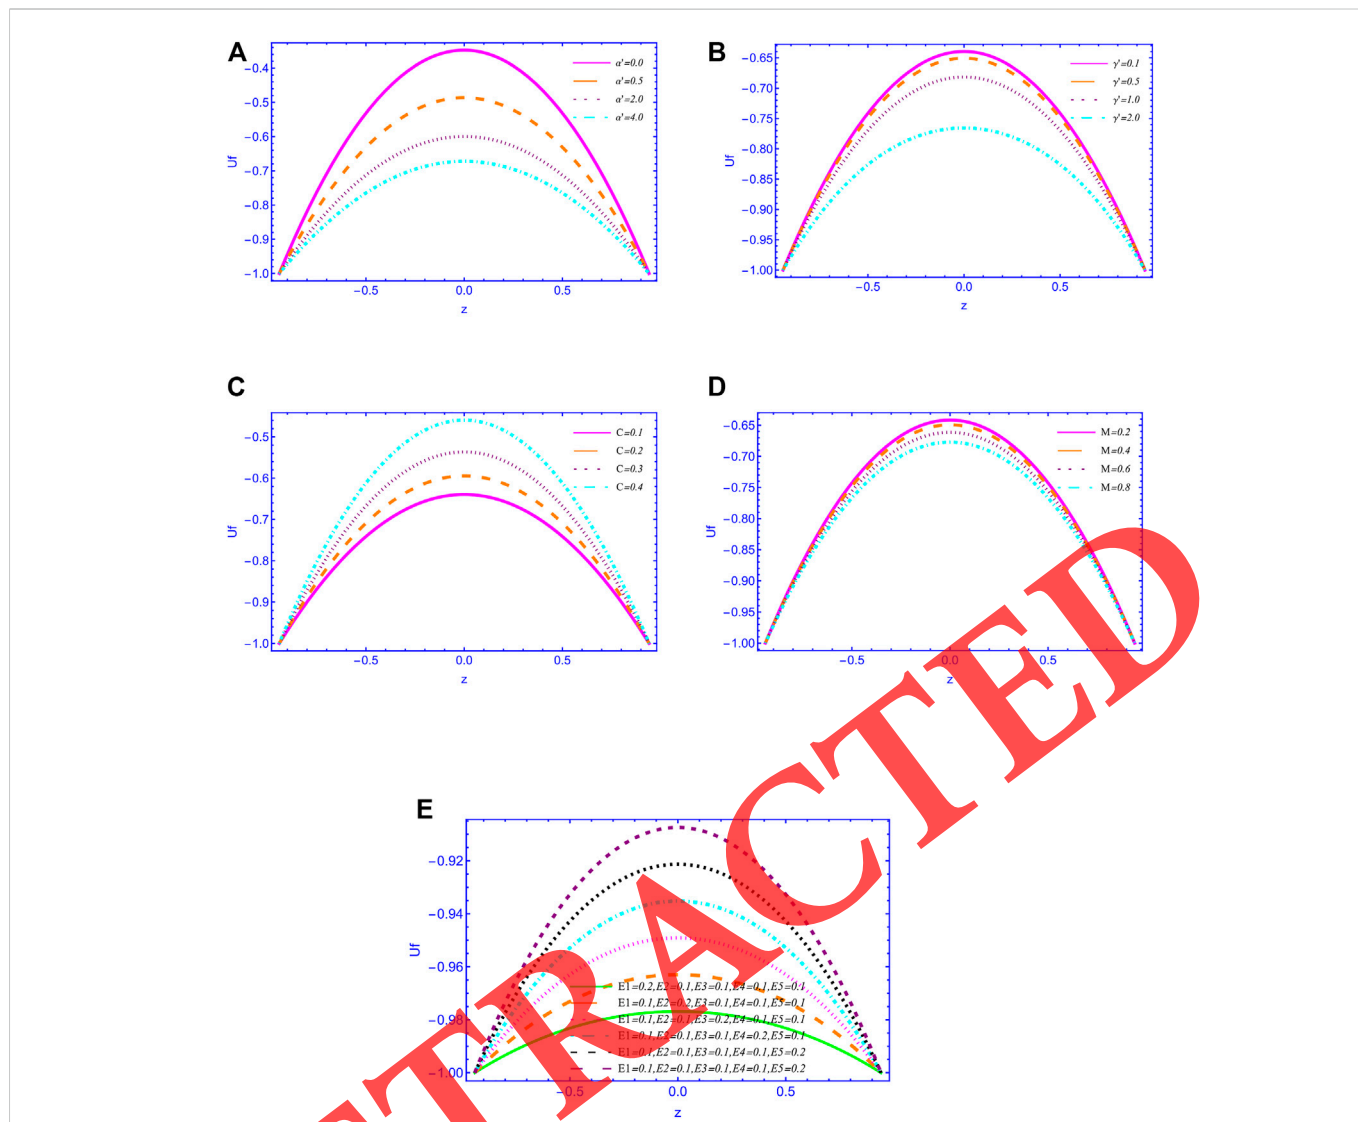 A
−0.4
−0.5
−0.6
−0.7
−0.8
−0.9
−1.0
Uf
−0.5 0.0 0.5
z
α'=0.0
α'=0.5
α'=2.0
α'=4.0
B
−0.65
−0.70
−0.75
−0.80
−0.85
−0.90
−0.95
−1.00
Uf
−0.5 0.0 0.5
z
γ'=0.1
γ'=0.5
γ'=1.0
γ'=2.0
C
−0.5
−0.6
−0.7
−0.8
−0.9
−1.0
Uf
−0.5 0.0 0.5
z
C=0.1
C=0.2
C=0.3
C=0.4
D
−0.65
−0.70
−0.75
−0.80
−0.85
−0.90
−0.95
−1.00
Uf
−0.5 0.0 0.5
z
M=0.2
M=0.4
M=0.6
M=0.8
E
−0.92
−0.94
−0.96
−0.98
−1.00
Uf
−0.5 0.0 0.5
z
E1=0.2,E2=0.1,E3=0.1,E4=0.1,E5=0.1
E1=0.1,E2=0.2,E3=0.1,E4=0.1,E5=0.1
E1=0.1,E2=0.1,E3=0.2,E4=0.1,E5=0.1
E1=0.1,E2=0.1,E3=0.1,E4=0.2,E5=0.1
E1=0.1,E2=0.1,E3=0.1,E4=0.1,E5=0.2
E1=0.1,E2=0.1,E3=0.1,E4=0.1,E5=0.2
TRACTED